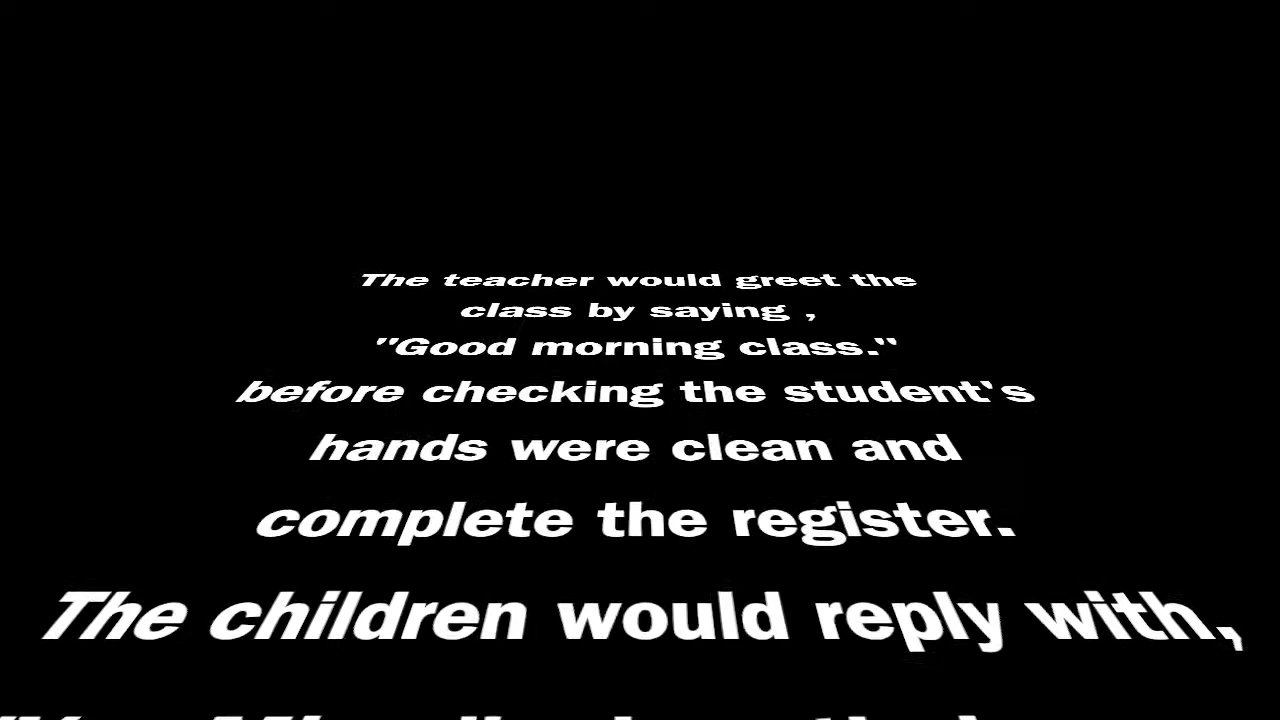 The teacher would greet the
class by saying ,
"Good morning class."
before checking the student's
hands were clean and
complete the register.
The children would reply with,